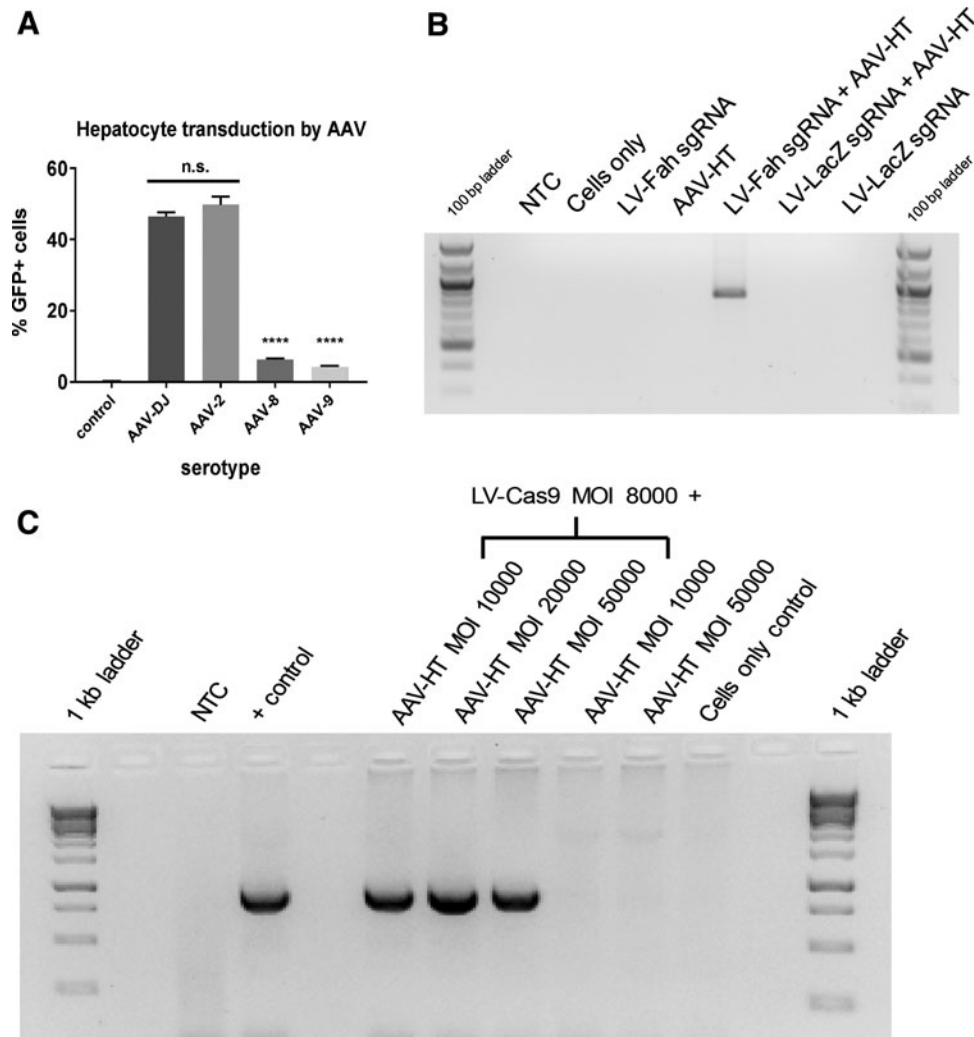 A
Hepatocyte transduction by AAV
n.s.
60
40
20
0
% GFP+ cells
****
****
control
AAV-DJ
AAV-2
AAV-8
AAV-9
serotype
B
100 bp ladder
NTC
Cells only
LV-Fah sgRNA
AAV-HT
LV-Fah sgRNA + AAV-HT
LV-LacZ sgRNA + AAV-HT
LV-LacZ sgRNA
100 bp ladder
C
LV-Cas9 MOI 8000 +
1 kb ladder
NTC
+ control
AAV-HT MOI 10000
AAV-HT MOI 20000
AAV-HT MOI 50000
AAV-HT MOI 10000
AAV-HT MOI 50000
Cells only control
1 kb ladder